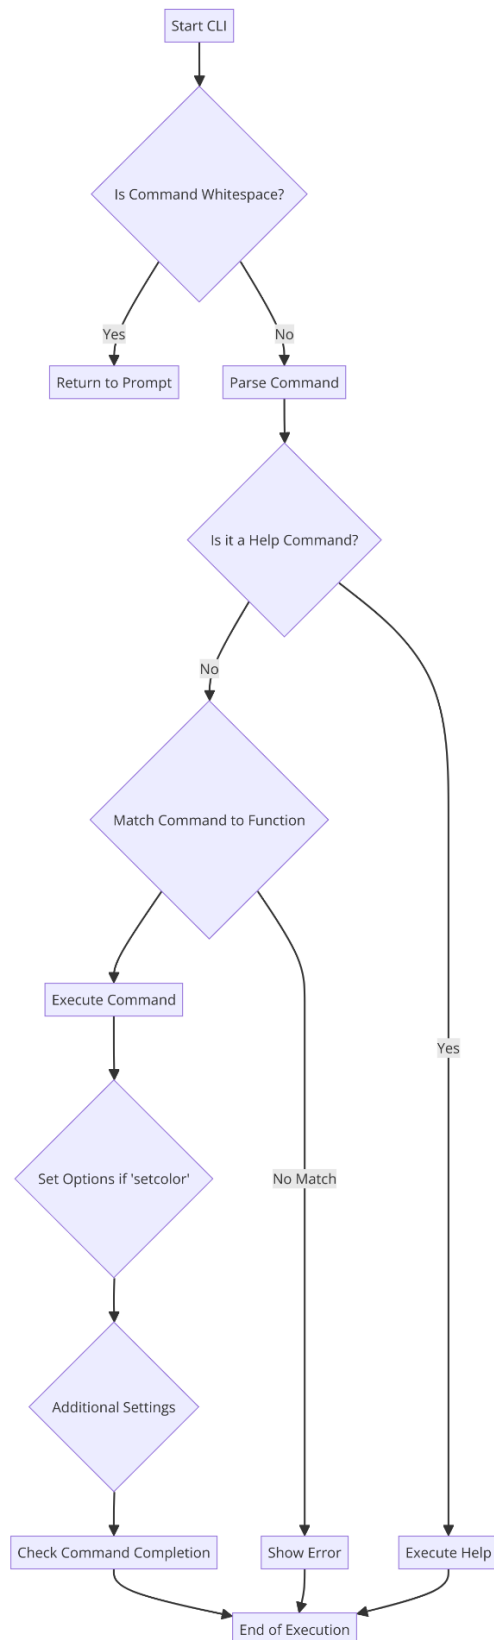 Start CLI
Is Command Whitespace?
Yes
No
Return to Prompt
Parse Command
Is it a Help Command?
No
Match Command to Function
Execute Command
Yes
Set Options if 'setcolor'
No Match
Additional Settings
Check Command Completion
Show Error
Execute Help
End of Execution